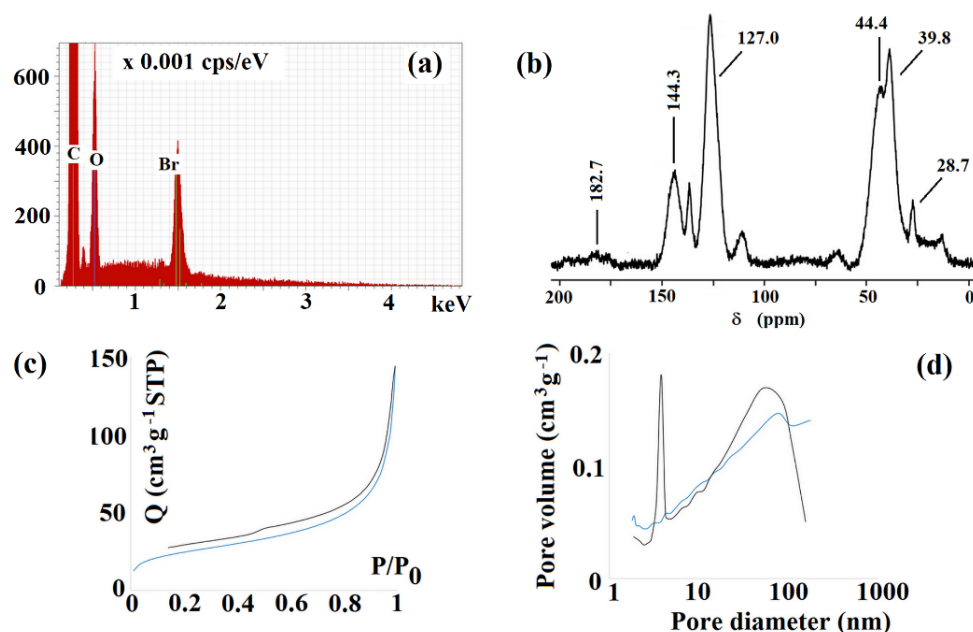 x 0.001 cps/eV
(a)
600
400
200
0
C
O
Br
1
2
3
4
keV
(b)
182.7
144.3
127.0
44.4
39.8
28.7
200
150
100
50
0
δ (ppm)
(c)
Q (cm³g⁻¹STP)
150
100
50
0
P/P₀
0
0.2
0.4
0.6
0.8
1
(d)
Pore volume (cm³g⁻¹)
0.2
0.1
0
1
10
100
1000
Pore diameter (nm)